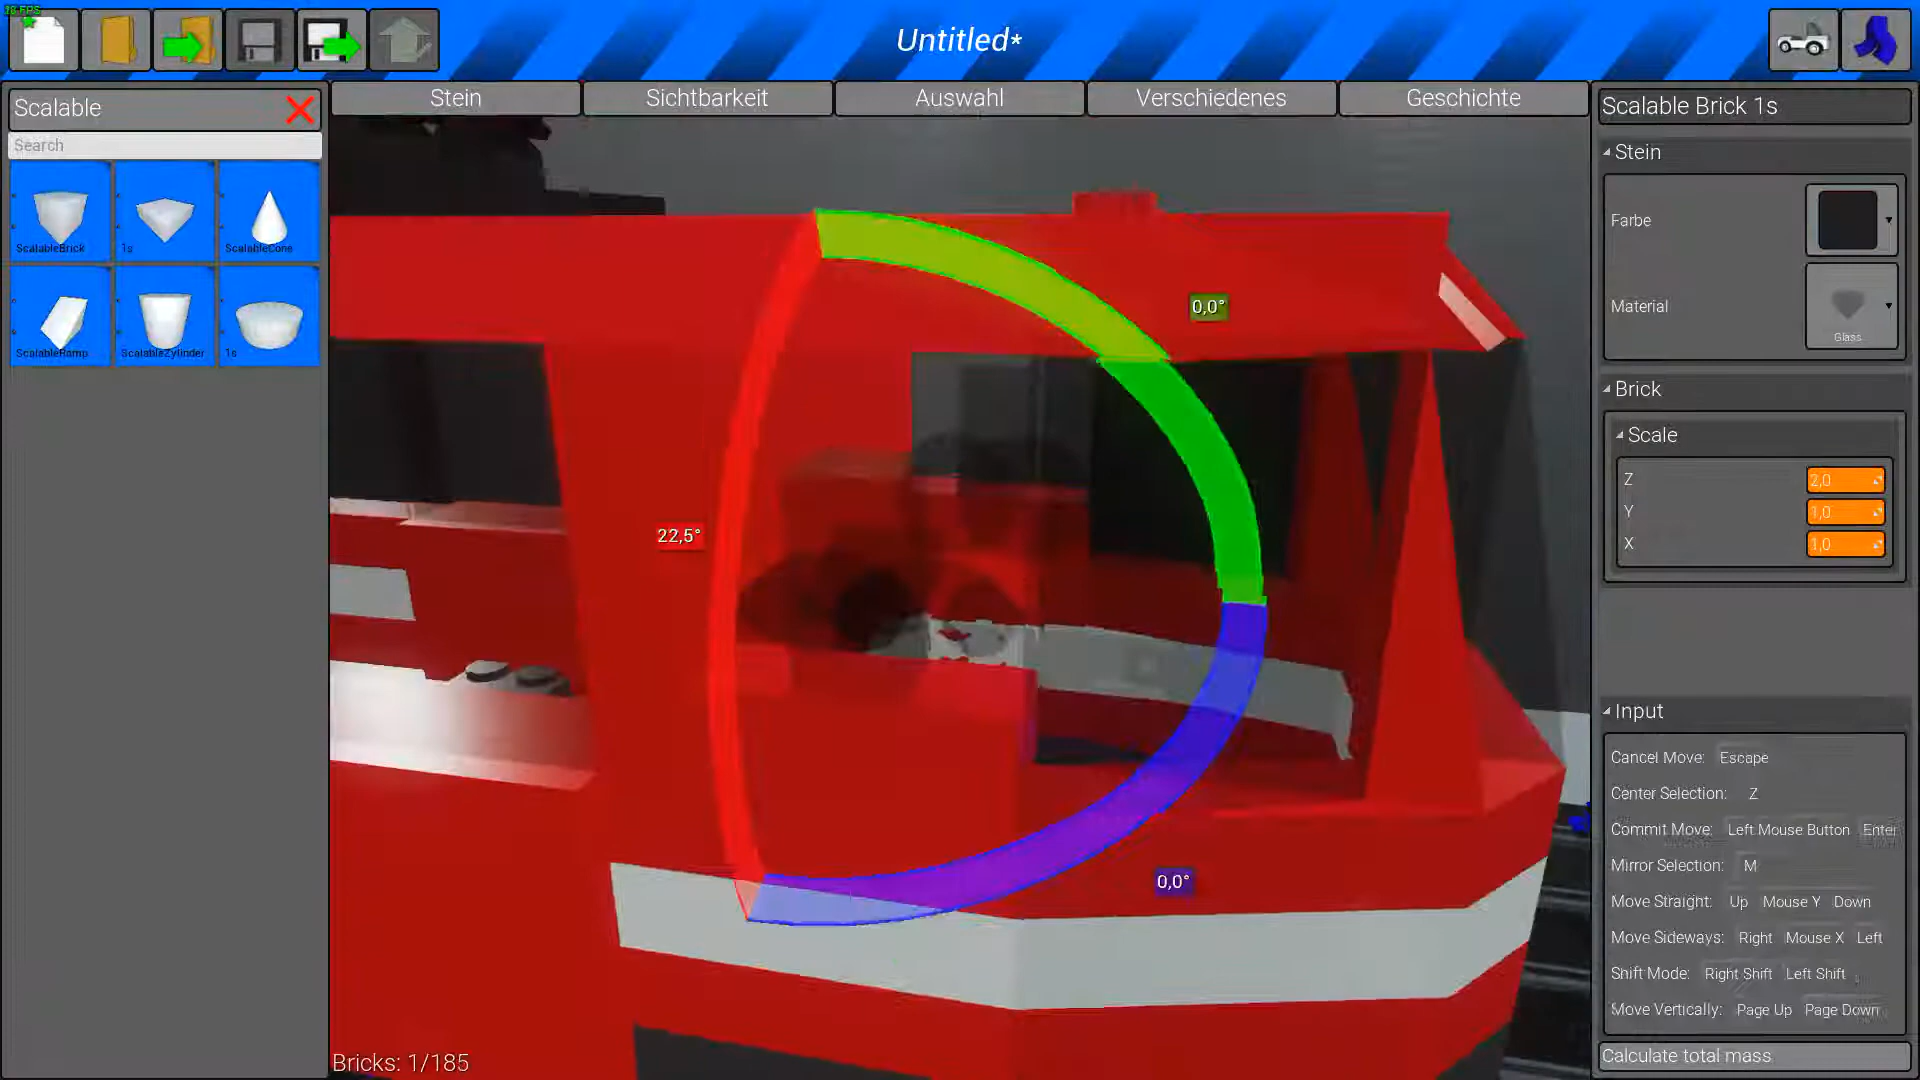 18 FPS
Untitled*
Scalable
Search
ScalableBrick
1s
ScalableCone
ScalableRamp
ScalableZylinder
1s
Stein
Sichtbarkeit
Auswahl
Verschiedenes
Geschichte
0,0°
22,5°
0,0°
Bricks: 1/185
Scalable Brick 1s
Stein
Farbe
Material
Glass
Brick
Scale
Z 2,0
Y 1,0
X 1,0
Input
Cancel Move: Escape
Center Selection: Z
Commit Move: Left Mouse Button Enter
Mirror Selection: M
Move Straight: Up Mouse Y Down
Move Sideways: Right Mouse X Left
Shift Mode: Right Shift Left Shift
Move Vertically: Page Up Page Down
Calculate total mass